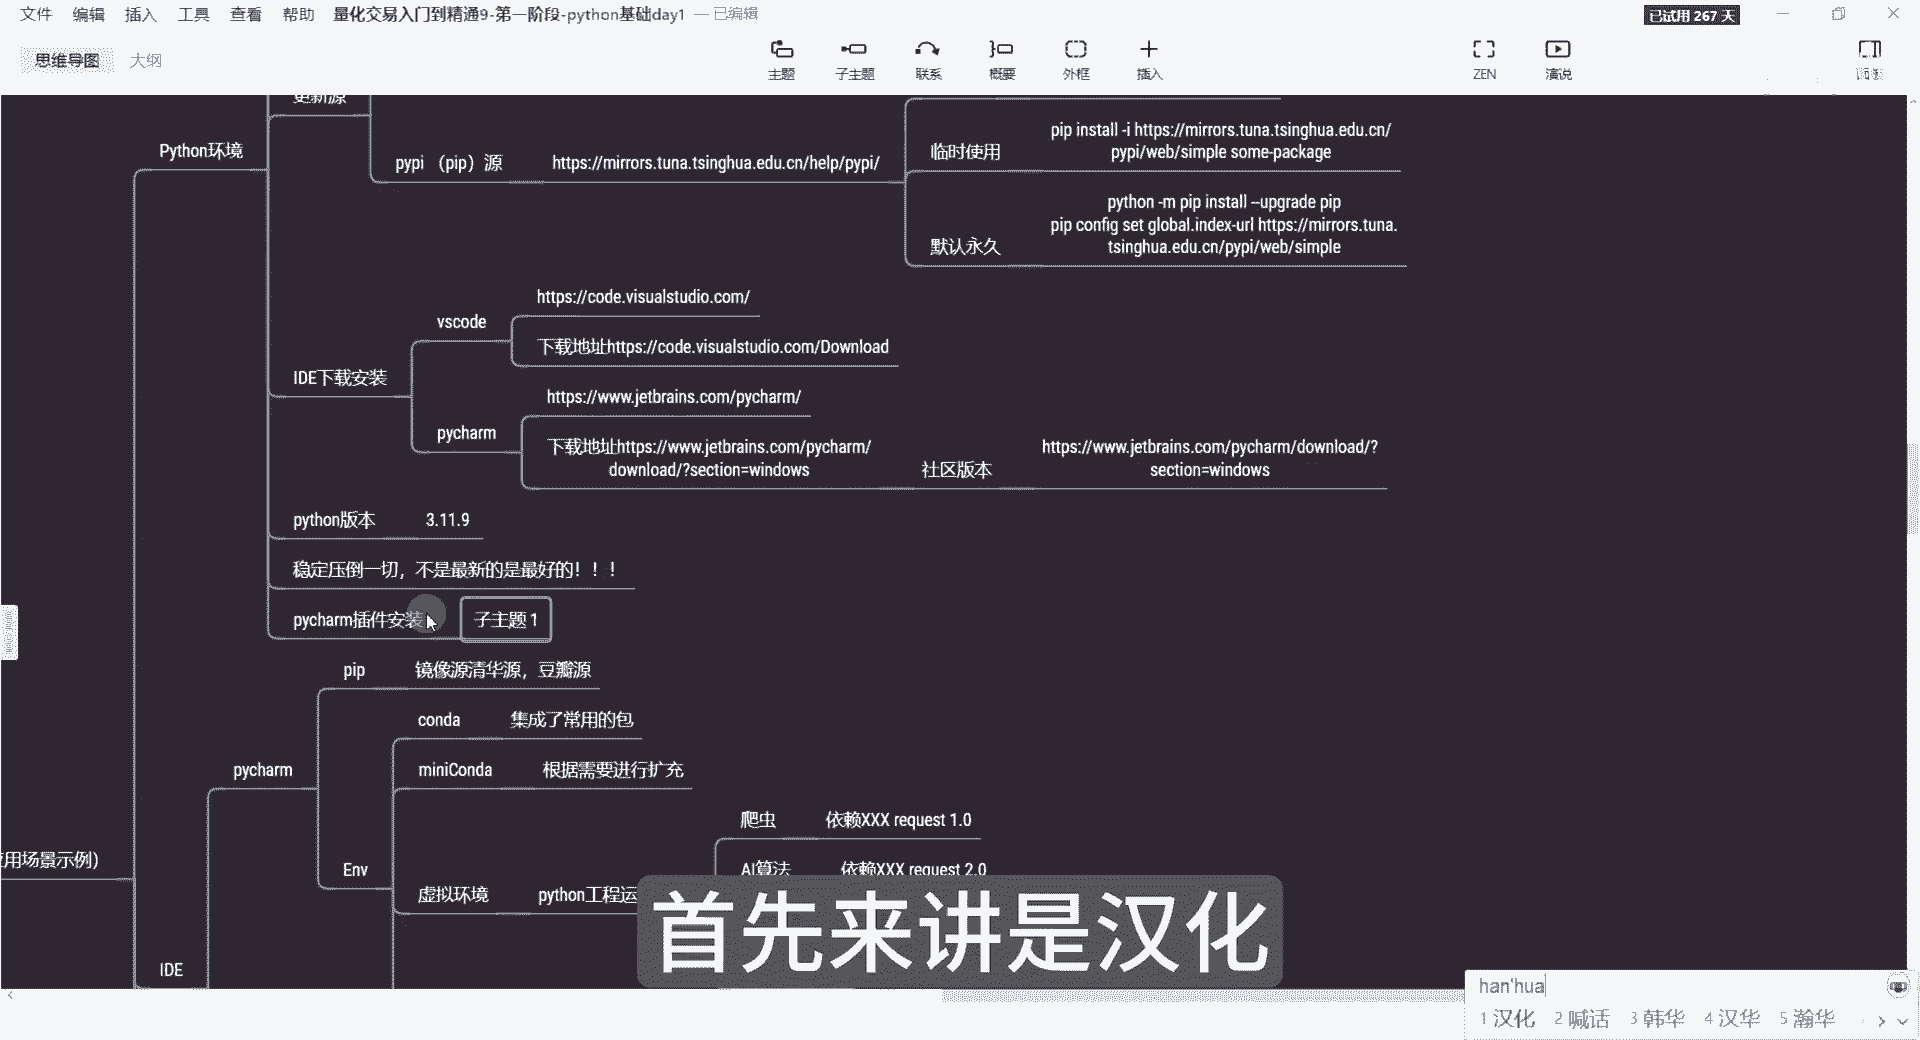 文件 编辑 插入 工具 查看 帮助 量化交易入门到精通9-第一阶段-python基础day1 — 已编辑
已试用 267 天
思维导图 大纲
主题 子主题 联系 概要 外框 插入 ZEN 演说
更新源
Python环境
pypi （pip）源
https://mirrors.tuna.tsinghua.edu.cn/help/pypi/
临时使用
pip install -i https://mirrors.tuna.tsinghua.edu.cn/
pypi/web/simple some-package
默认永久
python -m pip install --upgrade pip
pip config set global.index-url https://mirrors.tuna.
tsinghua.edu.cn/pypi/web/simple
IDE下载安装
vscode
https://code.visualstudio.com/
下载地址https://code.visualstudio.com/Download
pycharm
https://www.jetbrains.com/pycharm/
下载地址https://www.jetbrains.com/pycharm/
download/?section=windows
社区版本
https://www.jetbrains.com/pycharm/download/?
section=windows
python版本 3.11.9
稳定压倒一切，不是最新的是最好的！！！
pycharm插件安装 子主题 1
pip 镜像源清华源，豆瓣源
conda 集成了常用的包
miniConda 根据需要进行扩充
pycharm
爬虫 依赖XXX request 1.0
用场景示例）
Env
AI算法 依赖XXX request 2.0
虚拟环境 python工程运
IDE
首先来讲是汉化
han'hua
1 汉化 2 喊话 3 韩华 4 汉华 5 瀚华